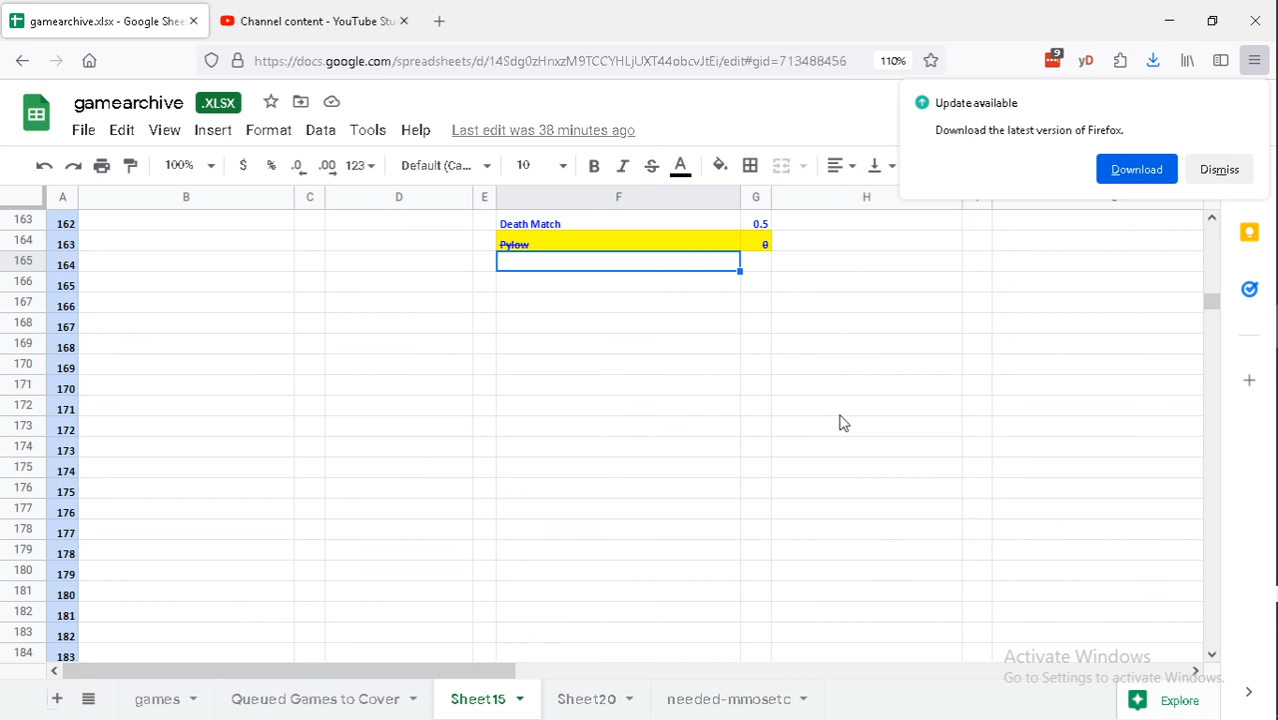 gamearchive.xlsx - Google Shee
Channel content - YouTube Stu
https://docs.google.com/spreadsheets/d/14Sdg0zHnxzM9TCCYHLjUXT44obcvJtEi/edit#gid=713488456
110%
9
yD
gamearchive .XLSX
File Edit View Insert Format Data Tools Help Last edit was 38 minutes ago
Update available
Download the latest version of Firefox.
Download Dismiss
100% $ % .0 .00 123 Default (Ca... 10 B I S A
A B C D E F G H
163 162 Death Match 0.5
164 163 Pylow 0
165 164
166 165
167 166
168 167
169 168
170 169
171 170
172 171
173 172
174 173
175 174
176 175
177 176
178 177
179 178
180 179
181 180
182 181
183 182
184 183
Activate Windows
Go to Settings to activate Windows.
games Queued Games to Cover Sheet15 Sheet20 needed-mmosetc Explore